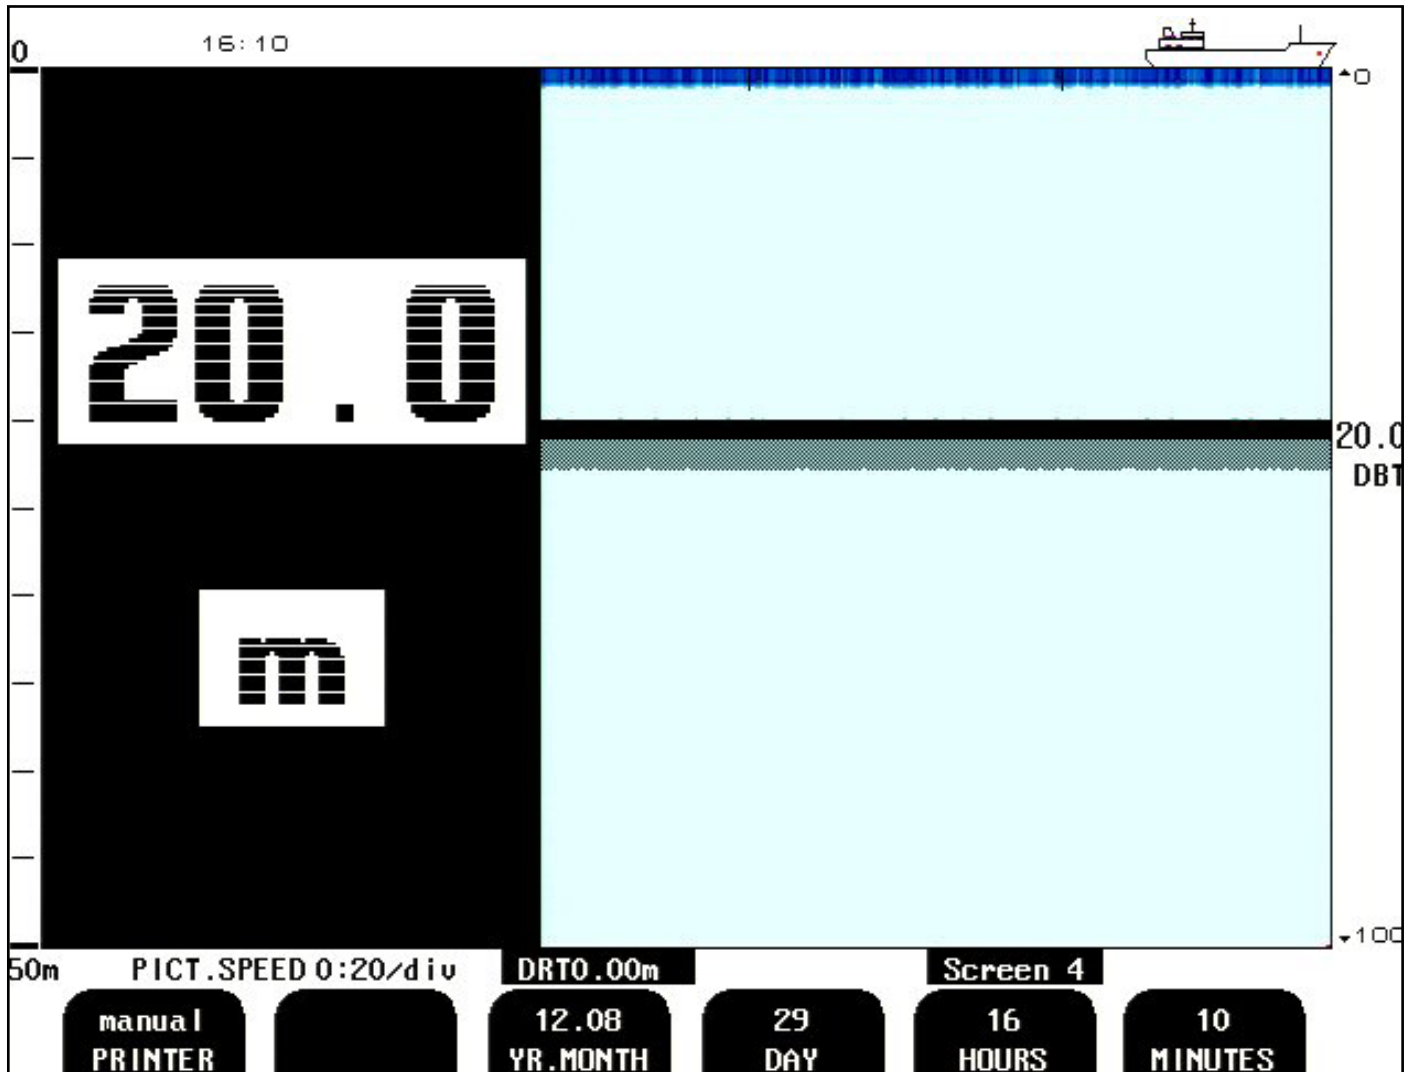 0
16:10
0
20.0
20.0
DBT
m
100
50m
PICT.SPEED 0:20/div
DRT0.00m
Screen 4
manual
PRINTER
12.08
YR.MONTH
29
DAY
16
HOURS
10
MINUTES